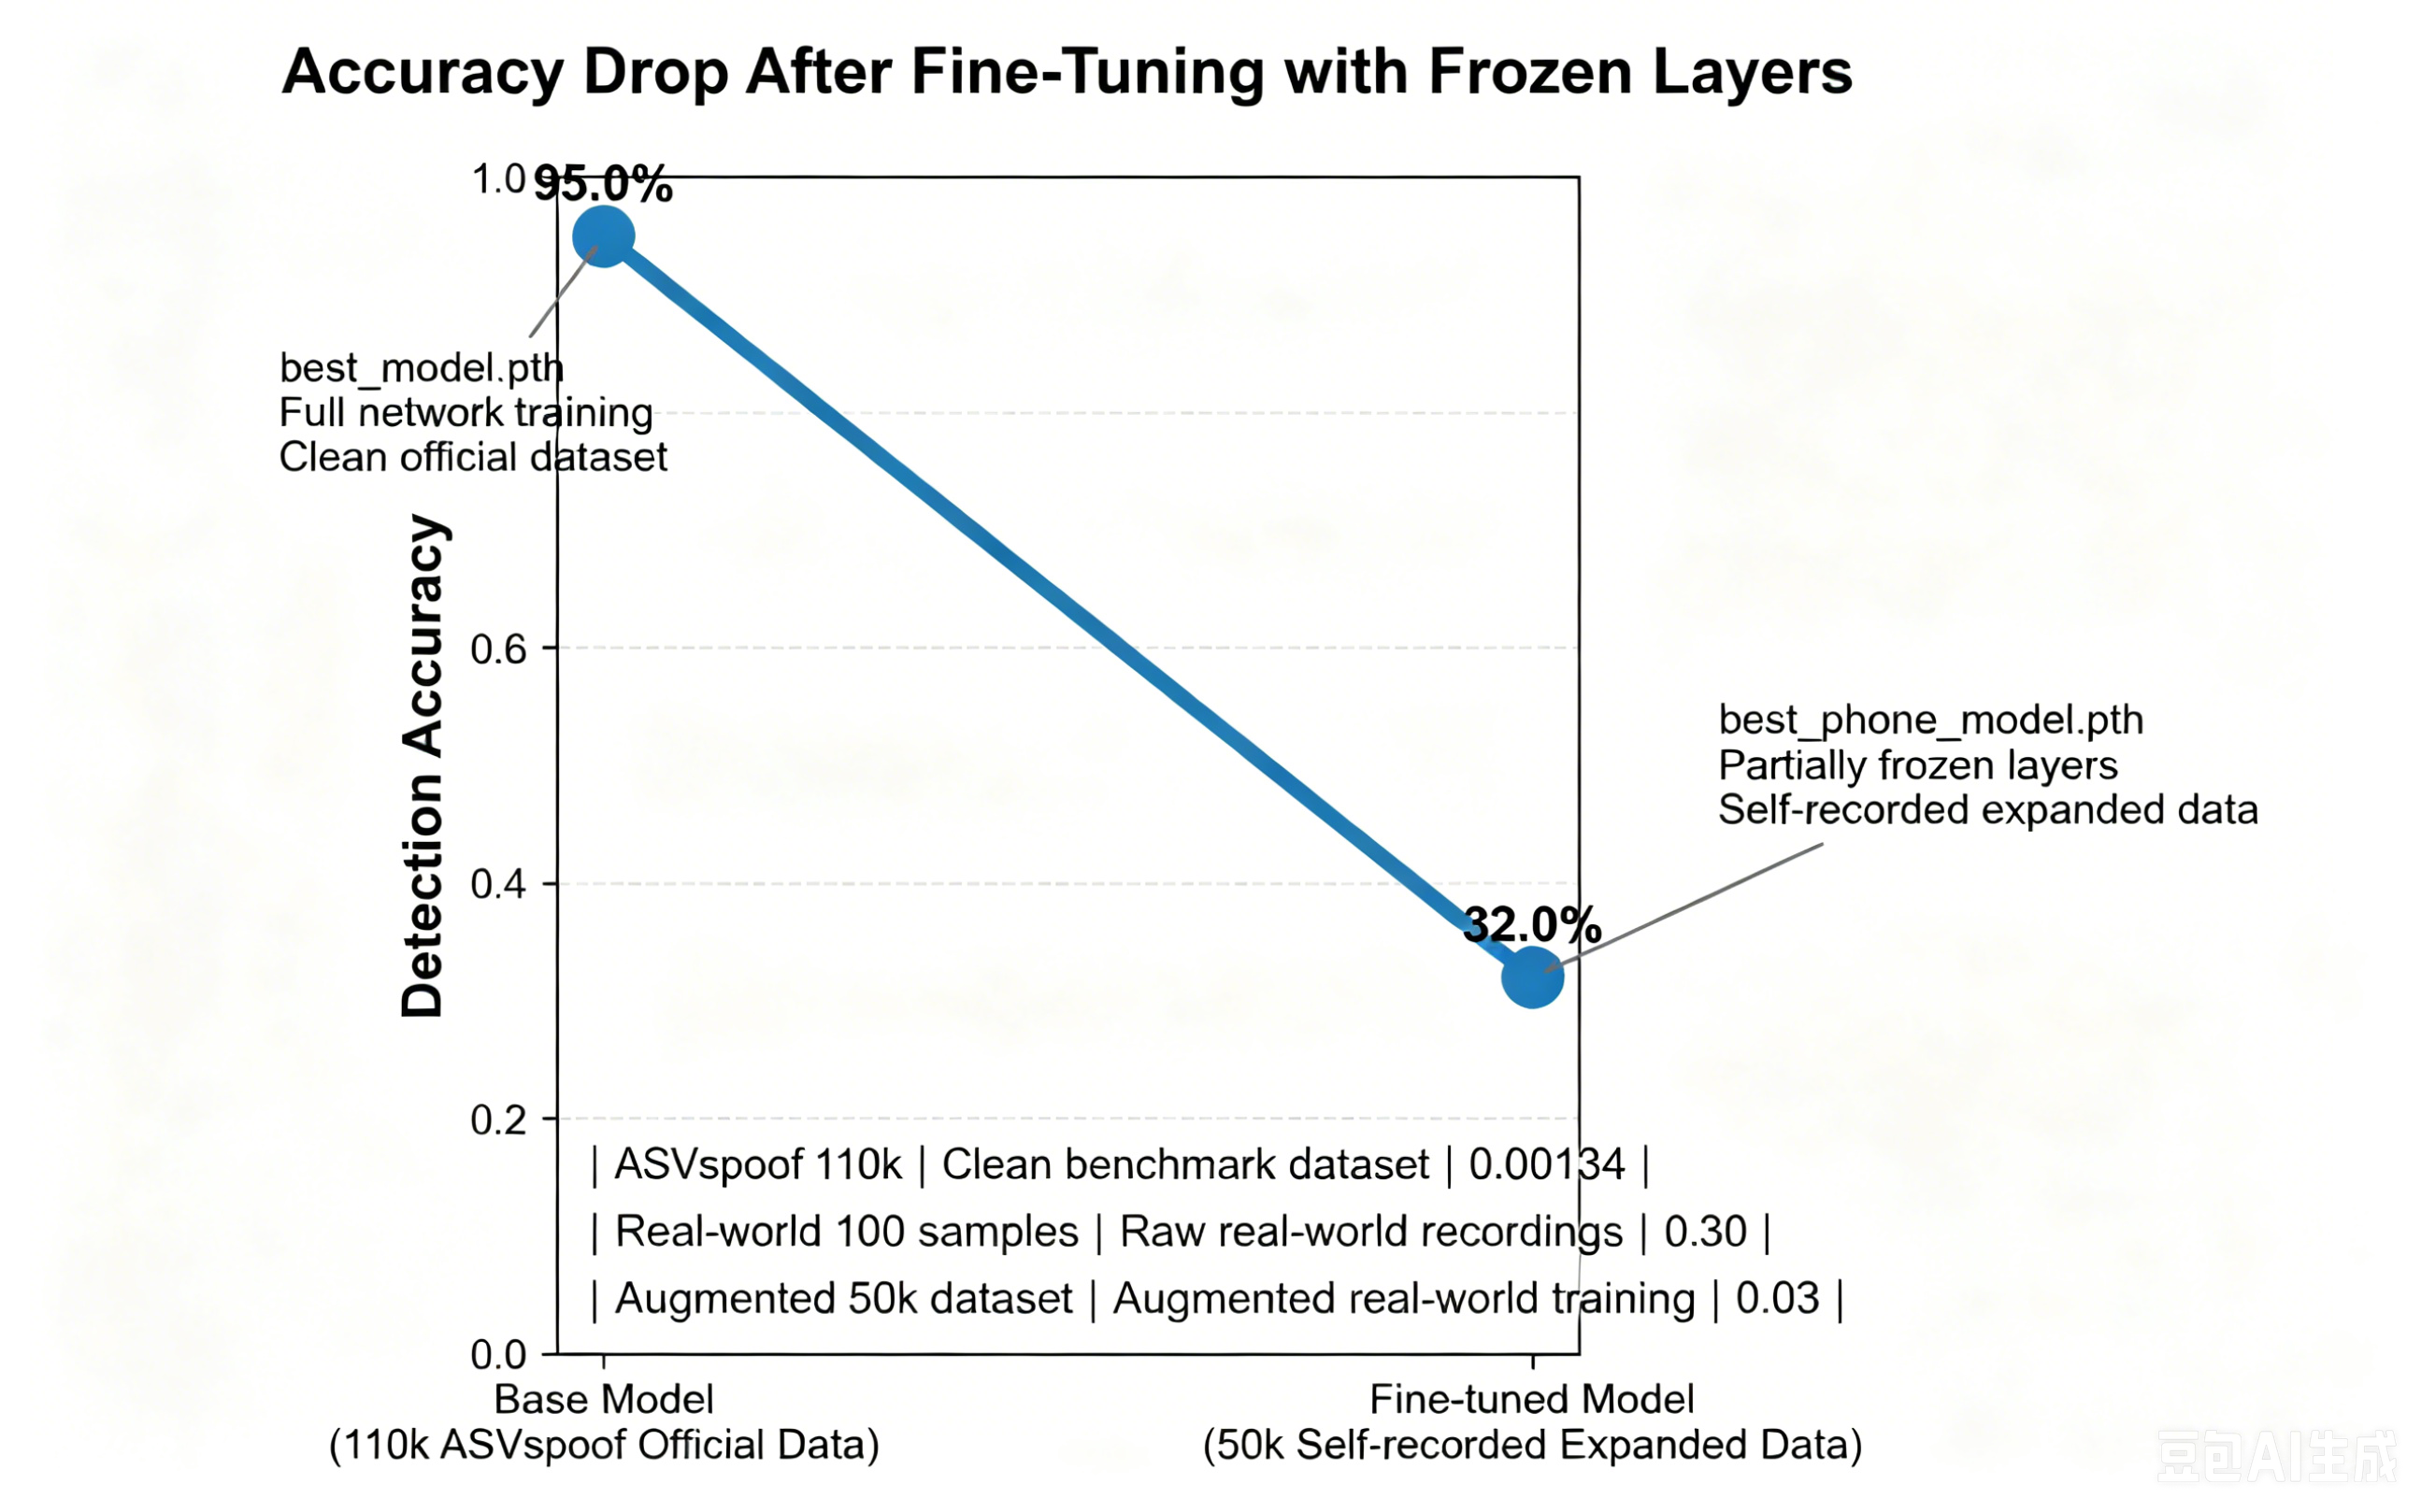 Accuracy Drop After Fine-Tuning with Frozen Layers
1.0
95.0%
best_model.pth
Full network training
Clean official dataset
Detection Accuracy
0.6
0.4
32.0%
best_phone_model.pth
Partially frozen layers
Self-recorded expanded data
0.2
| ASVspoof 110k | Clean benchmark dataset | 0.00134 |
| Real-world 100 samples | Raw real-world recordings | 0.30 |
| Augmented 50k dataset | Augmented real-world training | 0.03 |
0.0
Base Model
(110k ASVspoof Official Data)
Fine-tuned Model
(50k Self-recorded Expanded Data)
豆包AI生成